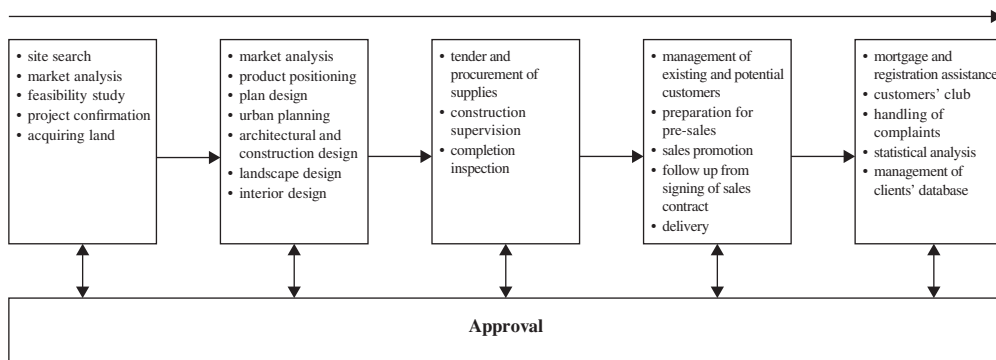 • site search
• market analysis
• feasibility study
• project confirmation
• acquiring land
• market analysis
• product positioning
• plan design
• urban planning
• architectural and
construction design
• landscape design
• interior design
• tender and
procurement of
supplies
• construction
supervision
• completion
inspection
• management of
existing and potential
customers
• preparation for
pre-sales
• sales promotion
• follow up from
signing of sales
contract
• delivery
• mortgage and
registration assistance
• customers’ club
• handling of
complaints
• statistical analysis
• management of
clients’ database
Approval